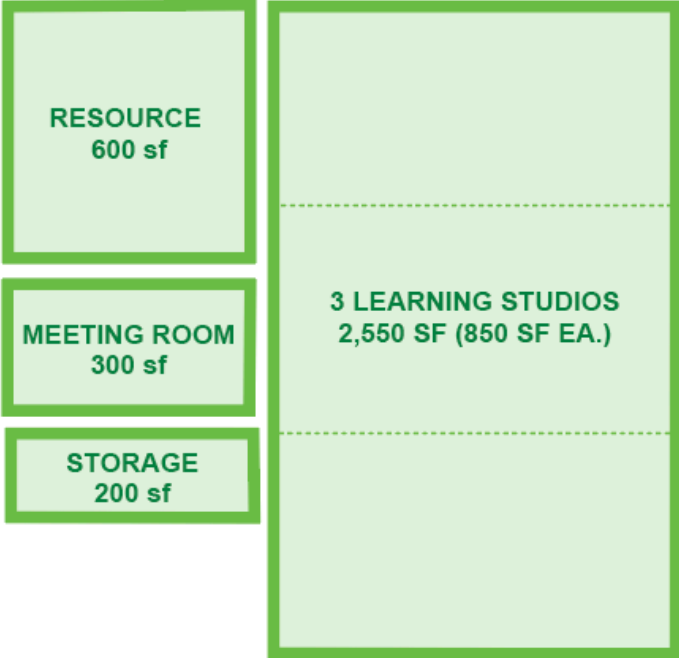 RESOURCE
600 sf
MEETING ROOM
300 sf
STORAGE
200 sf
3 LEARNING STUDIOS
2,550 SF (850 SF EA.)